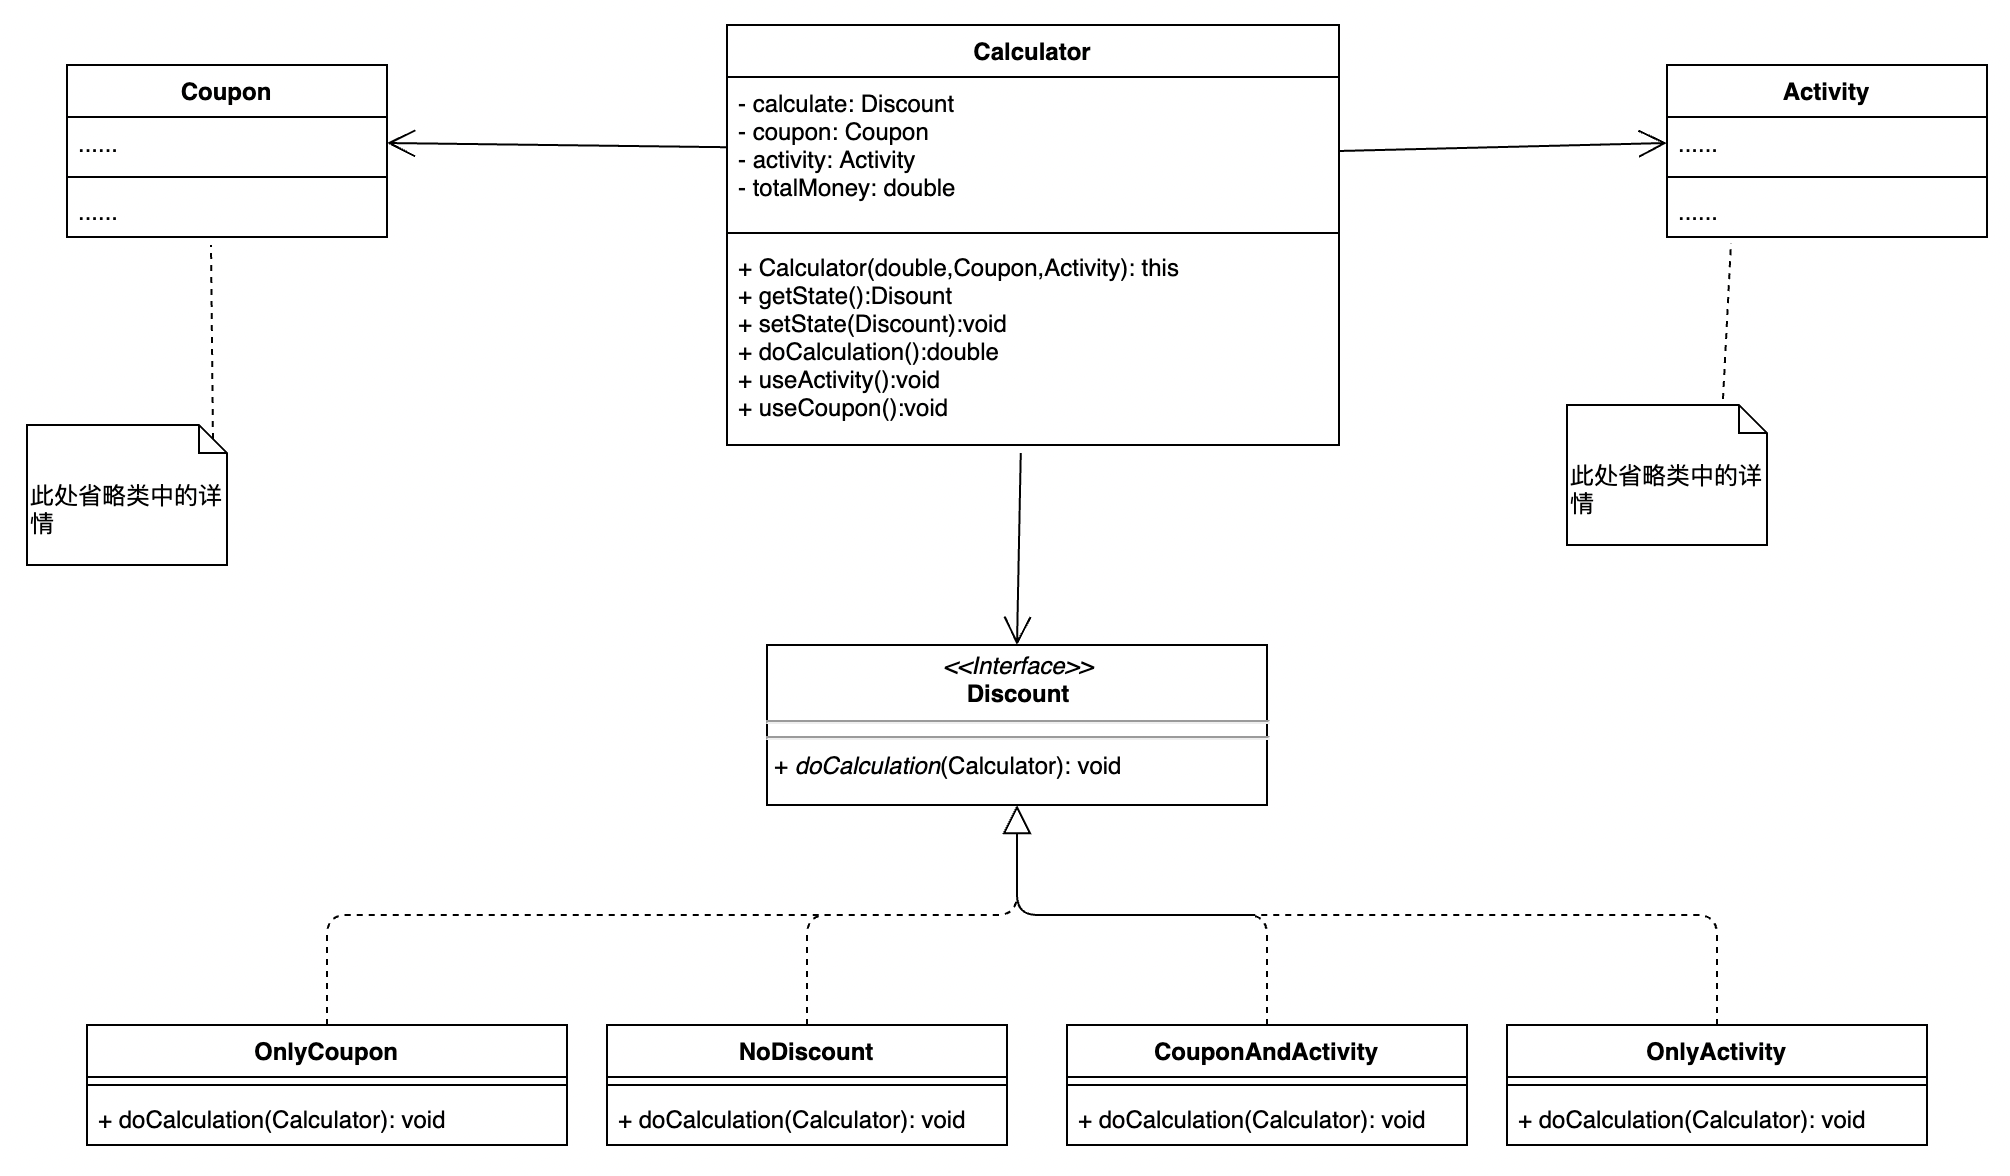 Coupon
......
......
此处省略类中的详
情
Calculator
- calculate: Discount
- coupon: Coupon
- activity: Activity
- totalMoney: double
+ Calculator(double,Coupon,Activity): this
+ getState():Disount
+ setState(Discount):void
+ doCalculation():double
+ useActivity():void
+ useCoupon():void
Activity
......
......
此处省略类中的详
情
<<Interface>>
Discount
+ doCalculation(Calculator): void
OnlyCoupon
+ doCalculation(Calculator): void
NoDiscount
+ doCalculation(Calculator): void
CouponAndActivity
+ doCalculation(Calculator): void
OnlyActivity
+ doCalculation(Calculator): void